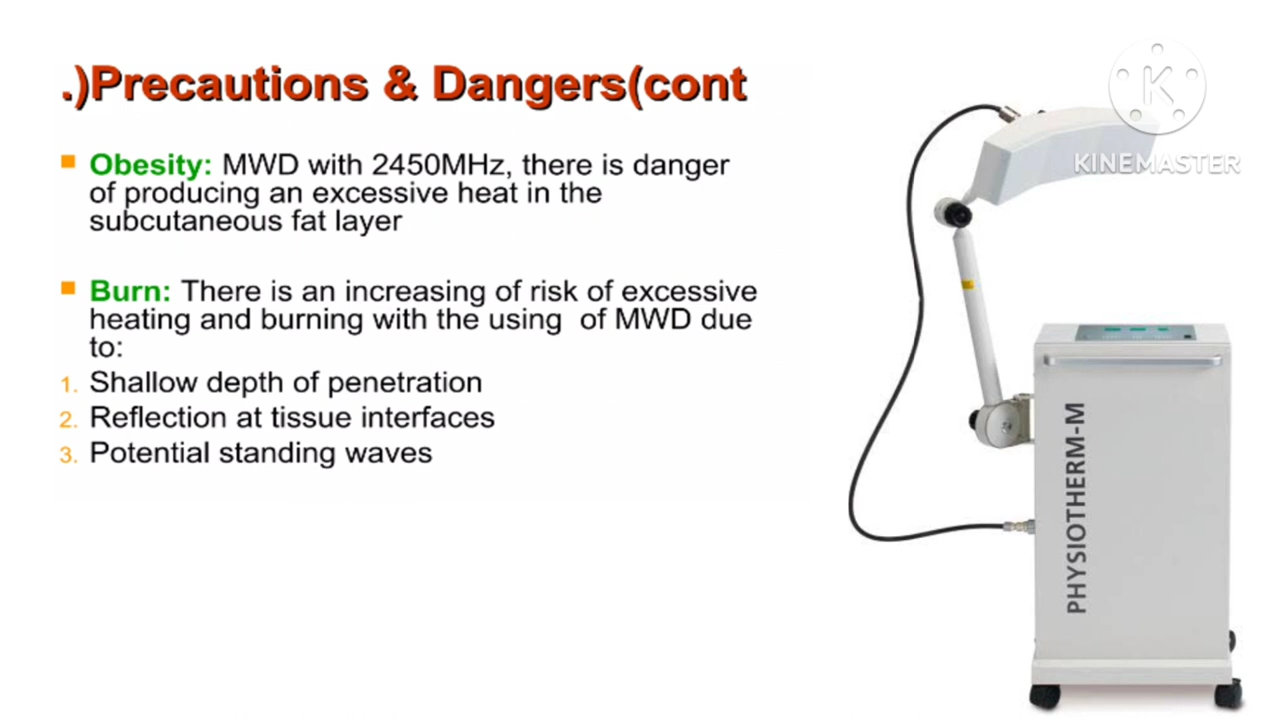 .)Precautions & Dangers(cont
Obesity: MWD with 2450MHz, there is danger
of producing an excessive heat in the
subcutaneous fat layer
Burn: There is an increasing of risk of excessive
heating and burning with the using of MWD due
to:
1. Shallow depth of penetration
2. Reflection at tissue interfaces
3. Potential standing waves
K
KINEMASTER
PHYSIOTHERM-M